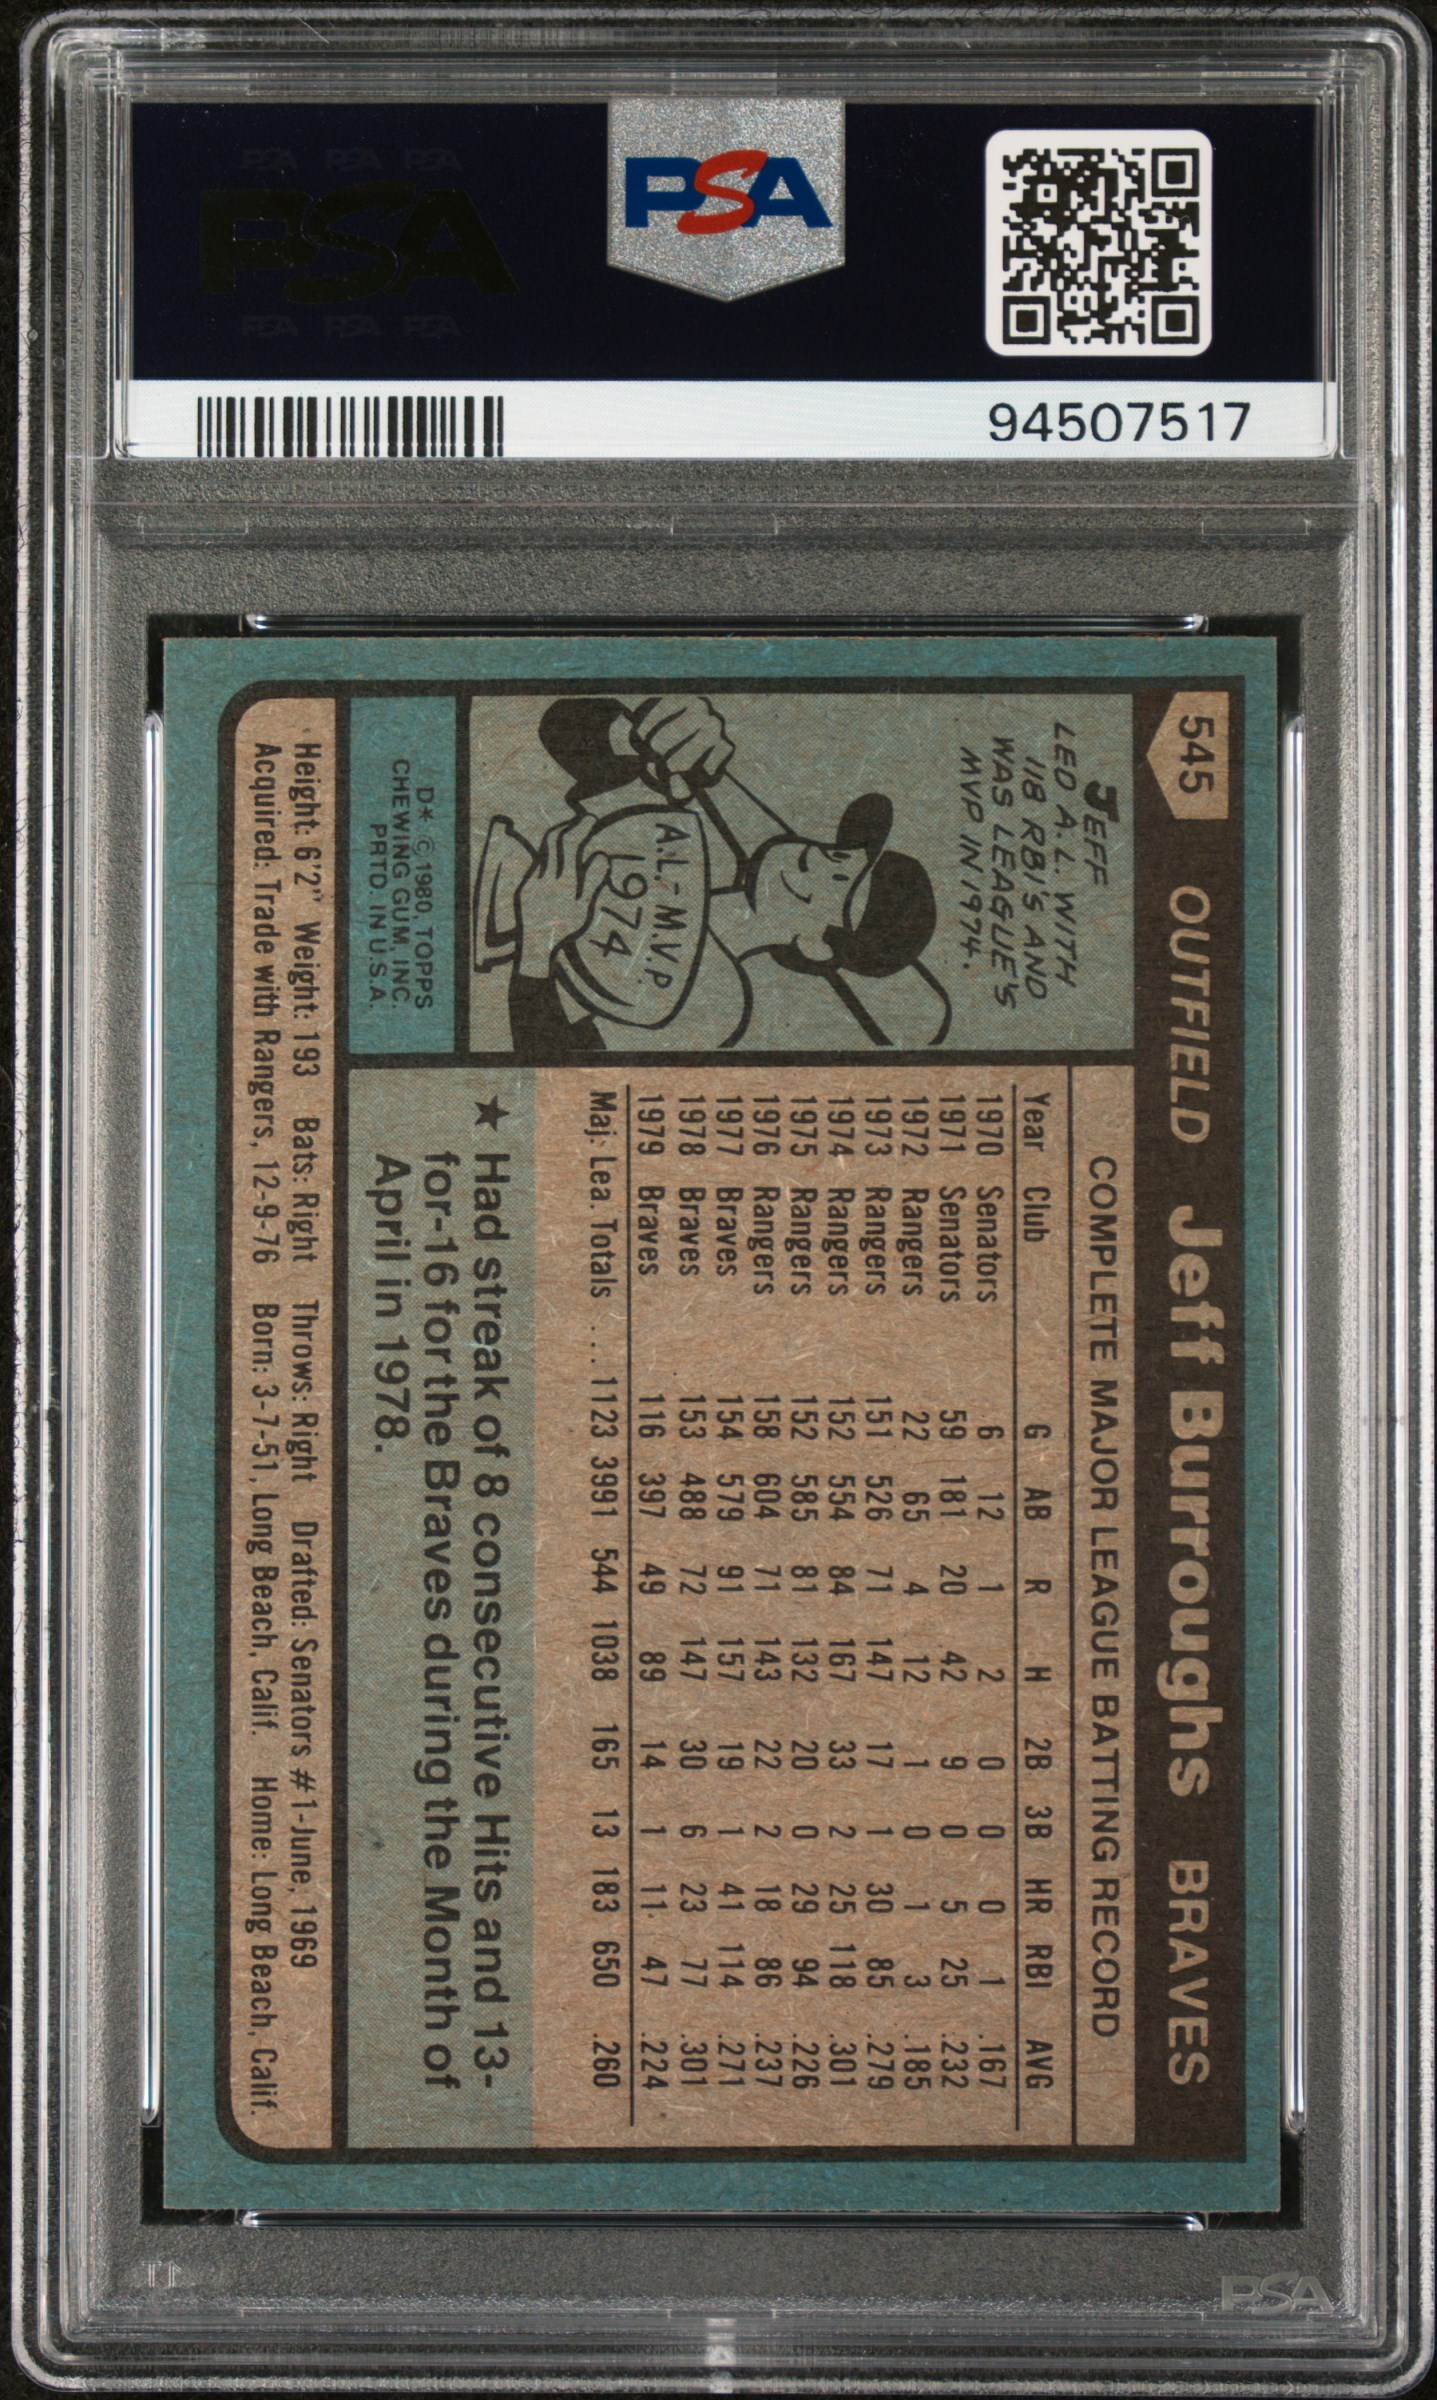 PSA PSA PSA
PSA
PSA PSA PSA
PSA
94507517
545 OUTFIELD Jeff Burroughs BRAVES
JEFF
LED A.L. WITH
118 RBI'S AND
WAS LEAGUE'S
MVP IN 1974.
A.L.-M.V.P.
1974
D* © 1980, TOPPS
CHEWING GUM, INC.
PRTD. IN U.S.A.
COMPLETE MAJOR LEAGUE BATTING RECORD
Year Club G AB R H 2B 3B HR RBI AVG
1970 Senators 6 12 1 2 0 0 0 1 .167
1971 Senators 59 181 20 42 9 0 5 25 .232
1972 Rangers 22 65 4 12 1 0 1 3 .185
1973 Rangers 151 526 71 147 17 1 30 85 .279
1974 Rangers 152 554 84 167 33 2 25 118 .301
1975 Rangers 152 585 81 132 20 0 29 94 .226
1976 Rangers 158 604 71 143 22 2 18 86 .237
1977 Braves 154 579 91 157 19 1 41 114 .271
1978 Braves 153 488 72 147 30 6 23 77 .301
1979 Braves 116 397 49 89 14 1 11 47 .224
Maj. Lea. Totals ... 1123 3991 544 1038 165 13 183 650 .260
★ Had streak of 8 consecutive Hits and 13-
for-16 for the Braves during the Month of
April in 1978.
Height: 6'2" Weight: 193 Bats: Right Throws: Right Drafted: Senators #1-June, 1969
Acquired: Trade with Rangers, 12-9-76 Born: 3-7-51, Long Beach, Calif. Home: Long Beach, Calif.
PSA